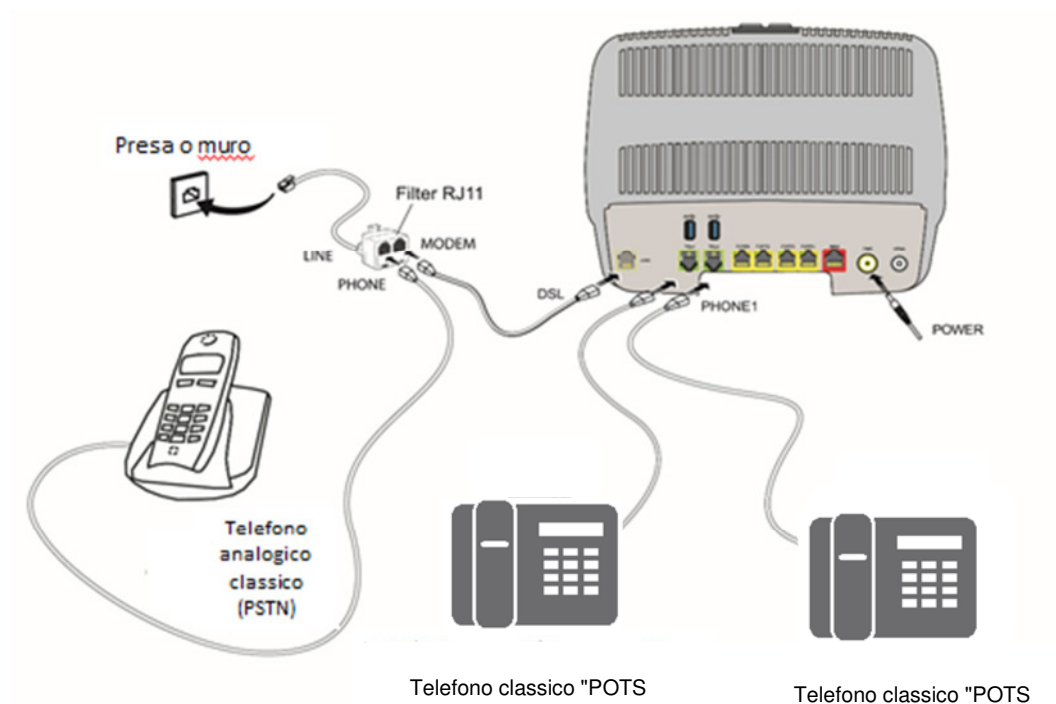 Presa o muro
Filter RJ11
LINE
MODEM
PHONE
DSL
PHONE1
POWER
Telefono
analogico
classico
(PSTN)
Telefono classico "POTS
Telefono classico "POTS